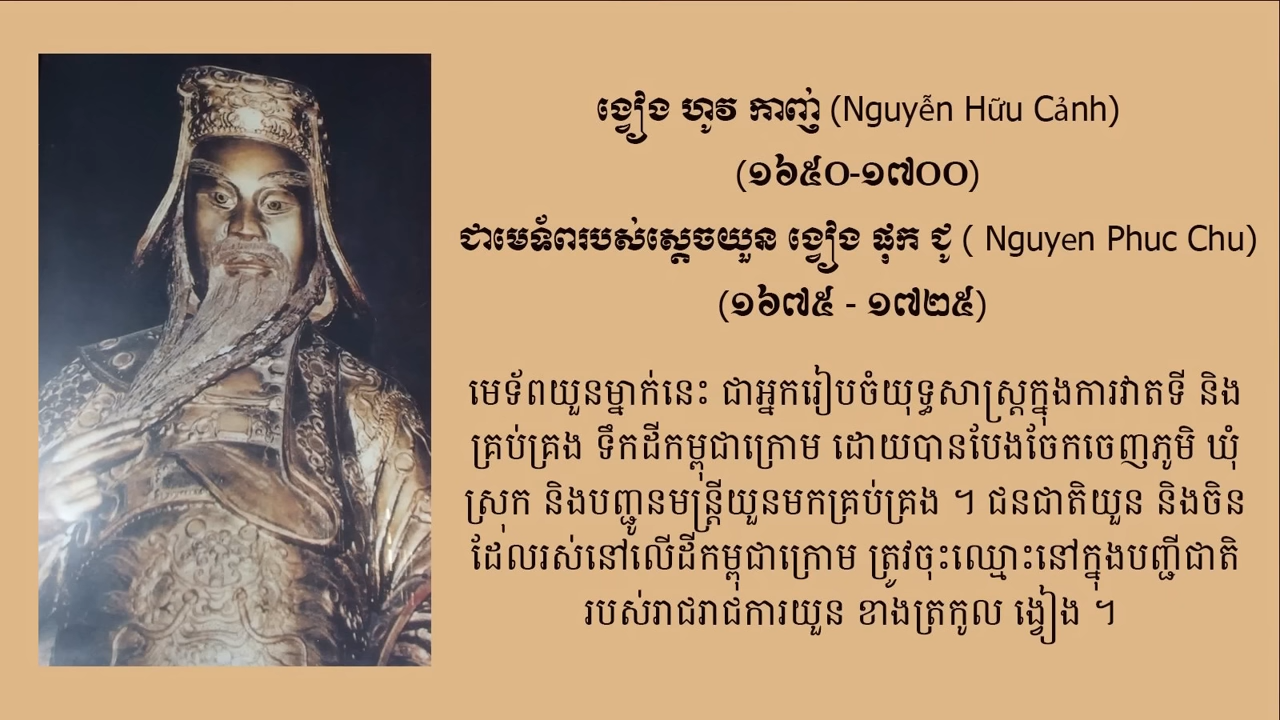 ង្វៀង ហូវ កាញ់ (Nguyễn Hữu Cảnh)
(១៦៥០-១៧០០)
ជាមេទ័ពរបស់ស្ដេចយួន ង្វៀង ផុក ជូ ( Nguyen Phuc Chu)
(១៦៧៥ - ១៧២៥)
មេទ័ពយួនម្នាក់នេះ ជាអ្នករៀបចំយុទ្ធសាស្ត្រក្នុងការវាតទី និង
គ្រប់គ្រង ទឹកដីកម្ពុជាក្រោម ដោយបានបែងចែកចេញភូមិ ឃុំ
ស្រុក និងបញ្ជូនមន្ត្រីយួនមកគ្រប់គ្រង ។ ជនជាតិយួន និងចិន
ដែលរស់នៅលើដីកម្ពុជាក្រោម ត្រូវចុះឈ្មោះនៅក្នុងបញ្ជីជាតិ
របស់រាជរាជការយួន ខាងត្រកូល ង្វៀង ។